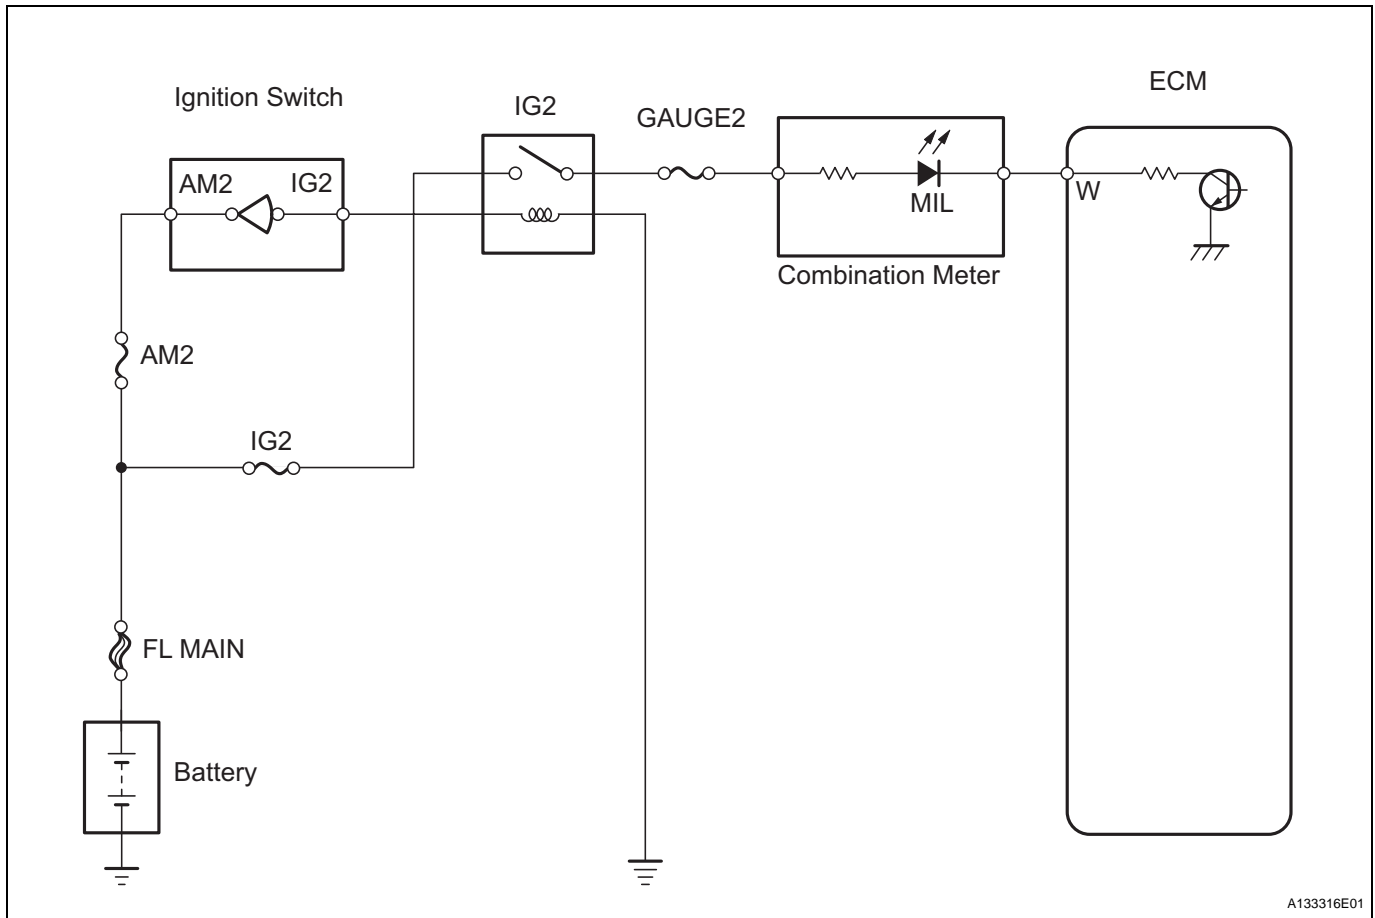 ECM
Ignition Switch
IG2
GAUGE2
AM2
IG2
W
MIL
Combination Meter
AM2
IG2
FL MAIN
Battery
A133316E01